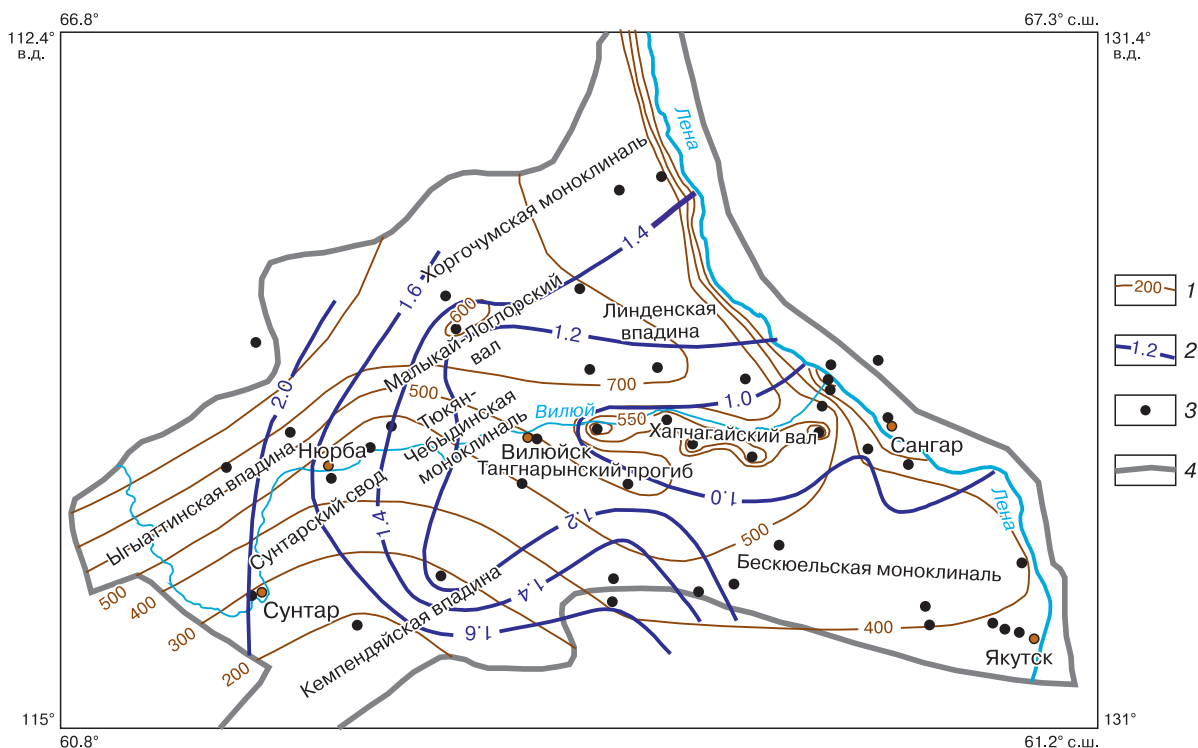 66.8°
67.3° с.ш.
112.4°
в.д.
131.4°
в.д.
Лена
Хоргочумская моноклиналь
1.4
1.6
600
Малыкай-Логлорский
вал
Линденская
впадина
1.2
200
1
1.2
2
3
4
2.0
700
500
1.0
Тюкян-
Чебыдинская
моноклиналь
Вилюй
550
Хапчагайский вал
Сангар
Нюрба
Вилюйск
Тангнарынский прогиб
Ыгыаттинская впадина
Сунтарский свод
1.4
1.0
1.2
500
Лена
Бескюельская моноклиналь
1.4
500
400
300
200
Сунтар
Кемпендяйская впадина
1.6
400
Якутск
115°
60.8°
131°
61.2° с.ш.